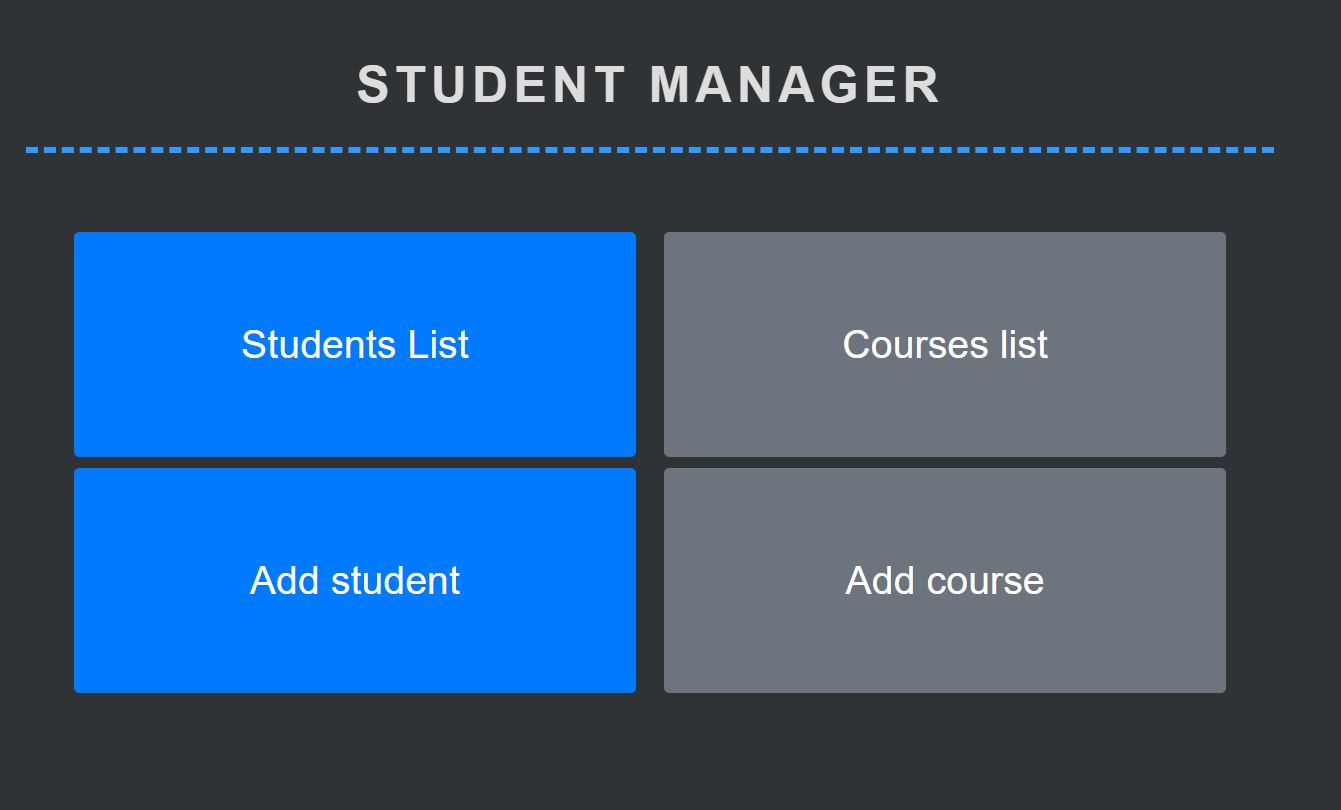 STUDENT MANAGER
Students List
Courses list
Add student
Add course